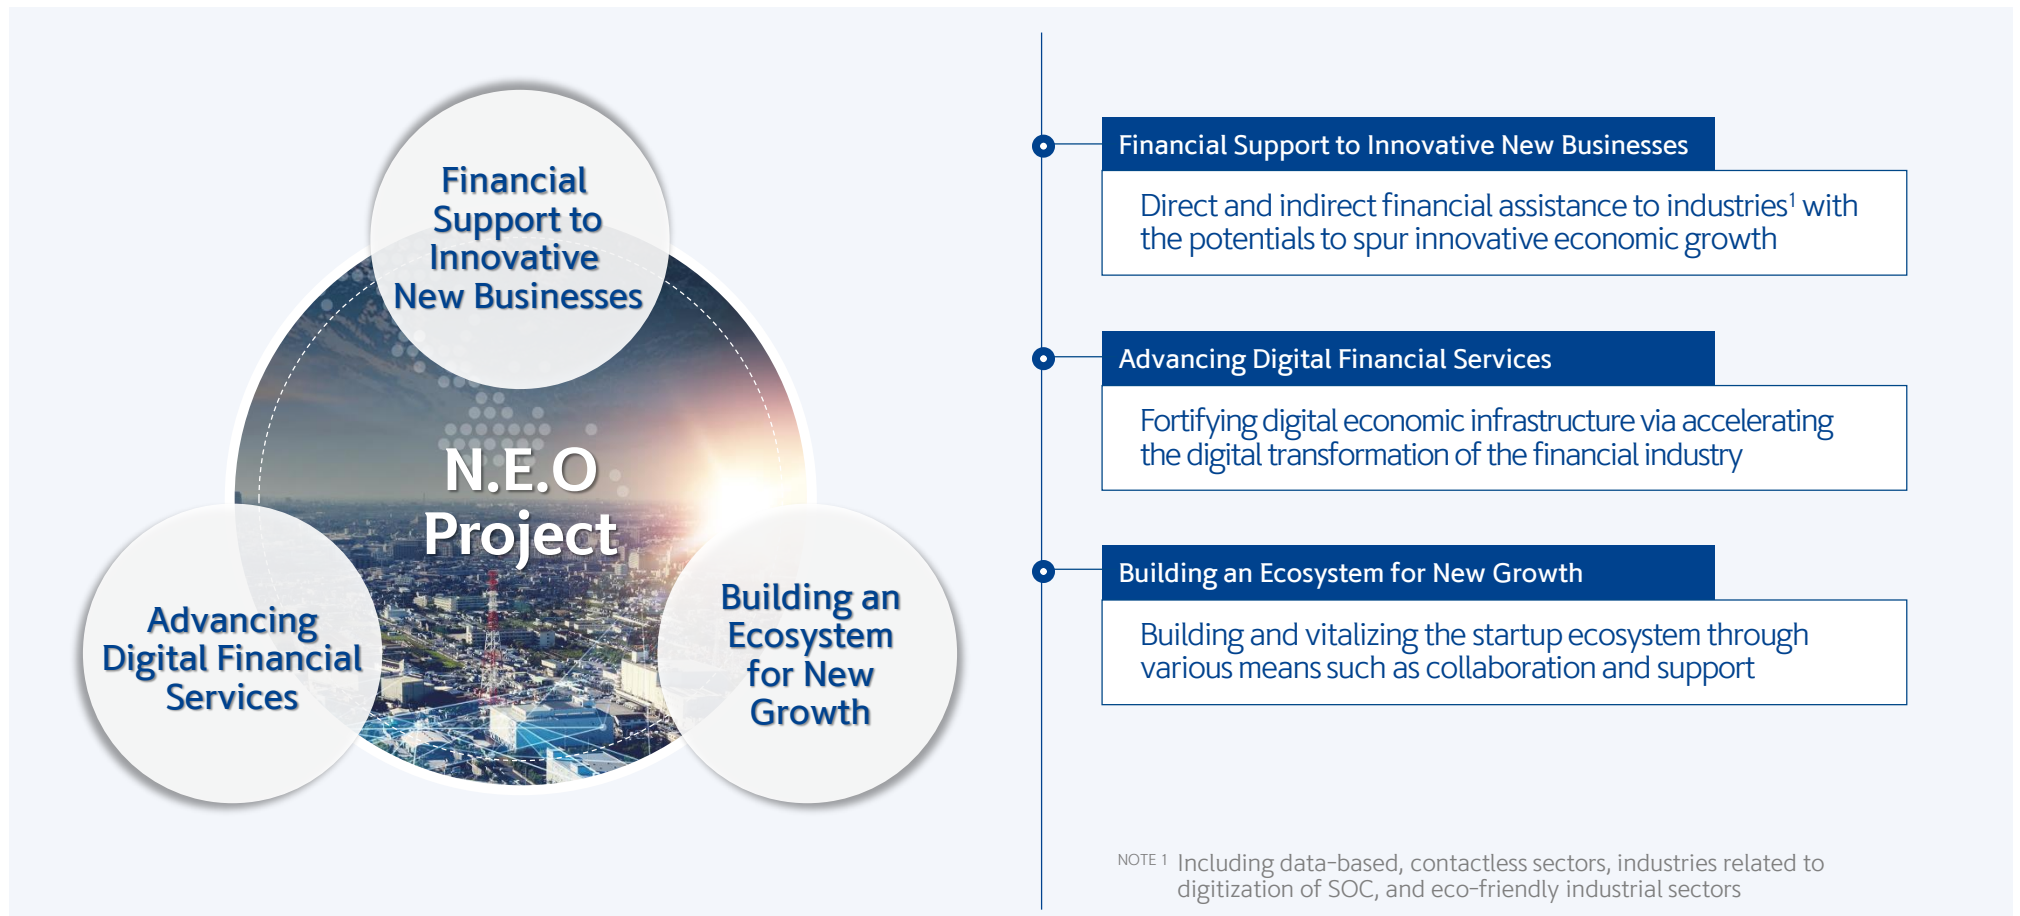 Financial
Support to
Innovative
New Businesses
N.E.O
Project
Advancing
Digital Financial
Services
Building an
Ecosystem
for New
Growth
Financial Support to Innovative New Businesses
Direct and indirect financial assistance to industries¹ with
the potentials to spur innovative economic growth
Advancing Digital Financial Services
Fortifying digital economic infrastructure via accelerating
the digital transformation of the financial industry
Building an Ecosystem for New Growth
Building and vitalizing the startup ecosystem through
various means such as collaboration and support
NOTE 1 Including data-based, contactless sectors, industries related to
digitization of SOC, and eco-friendly industrial sectors